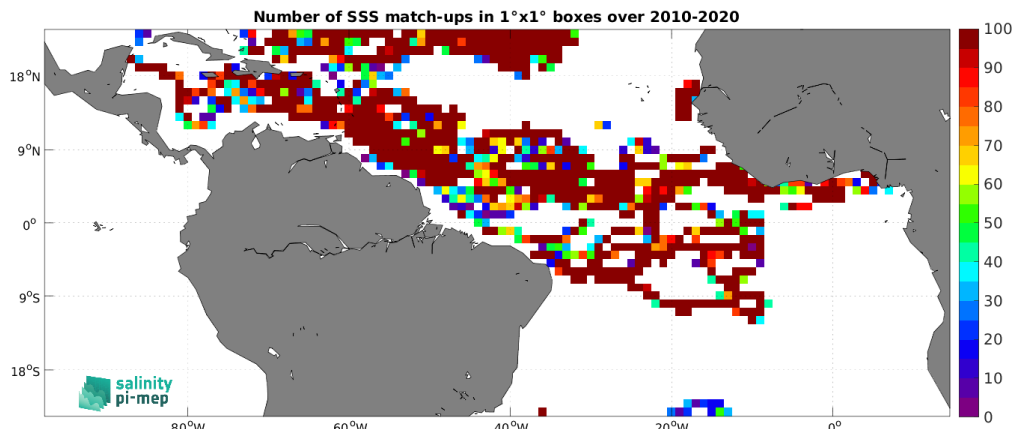 Number of SSS match-ups in 1°x1° boxes over 2010-2020
100
90
80
70
60
50
40
30
20
10
0
18°N
9°N
0°
9°S
18°S
salinity
pi-mep
80°W
60°W
40°W
20°W
0°